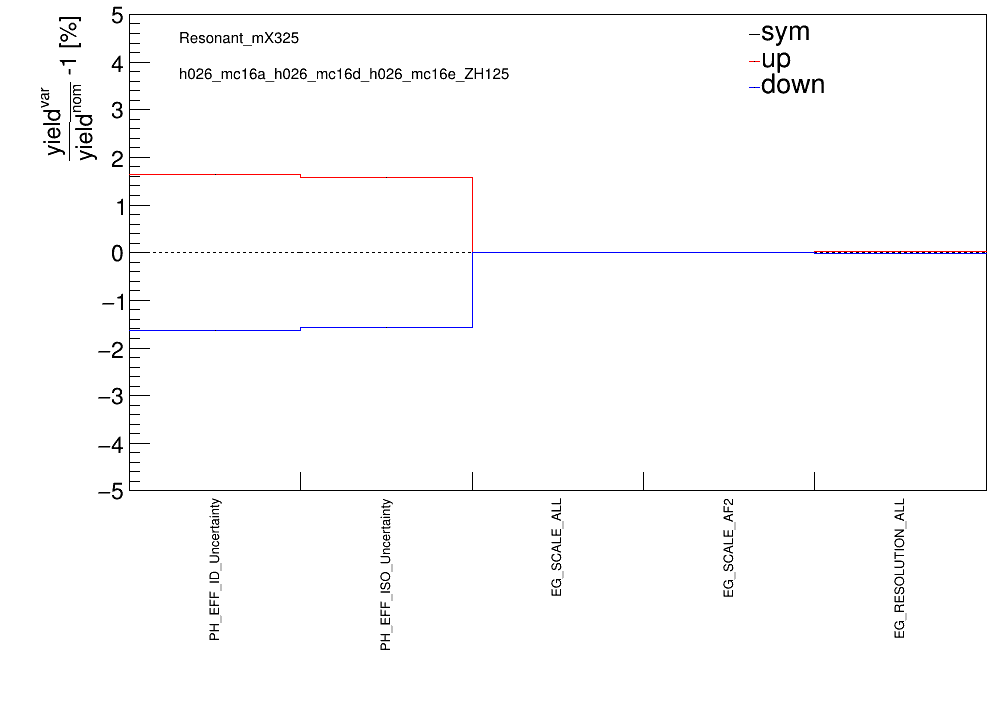 yield^var
yield^nom -1 [%]
5
4
3
2
1
0
−1
−2
−3
−4
−5
Resonant_mX325
h026_mc16a_h026_mc16d_h026_mc16e_ZH125
sym
up
down
PH_EFF_ID_Uncertainty
PH_EFF_ISO_Uncertainty
EG_SCALE_ALL
EG_SCALE_AF2
EG_RESOLUTION_ALL